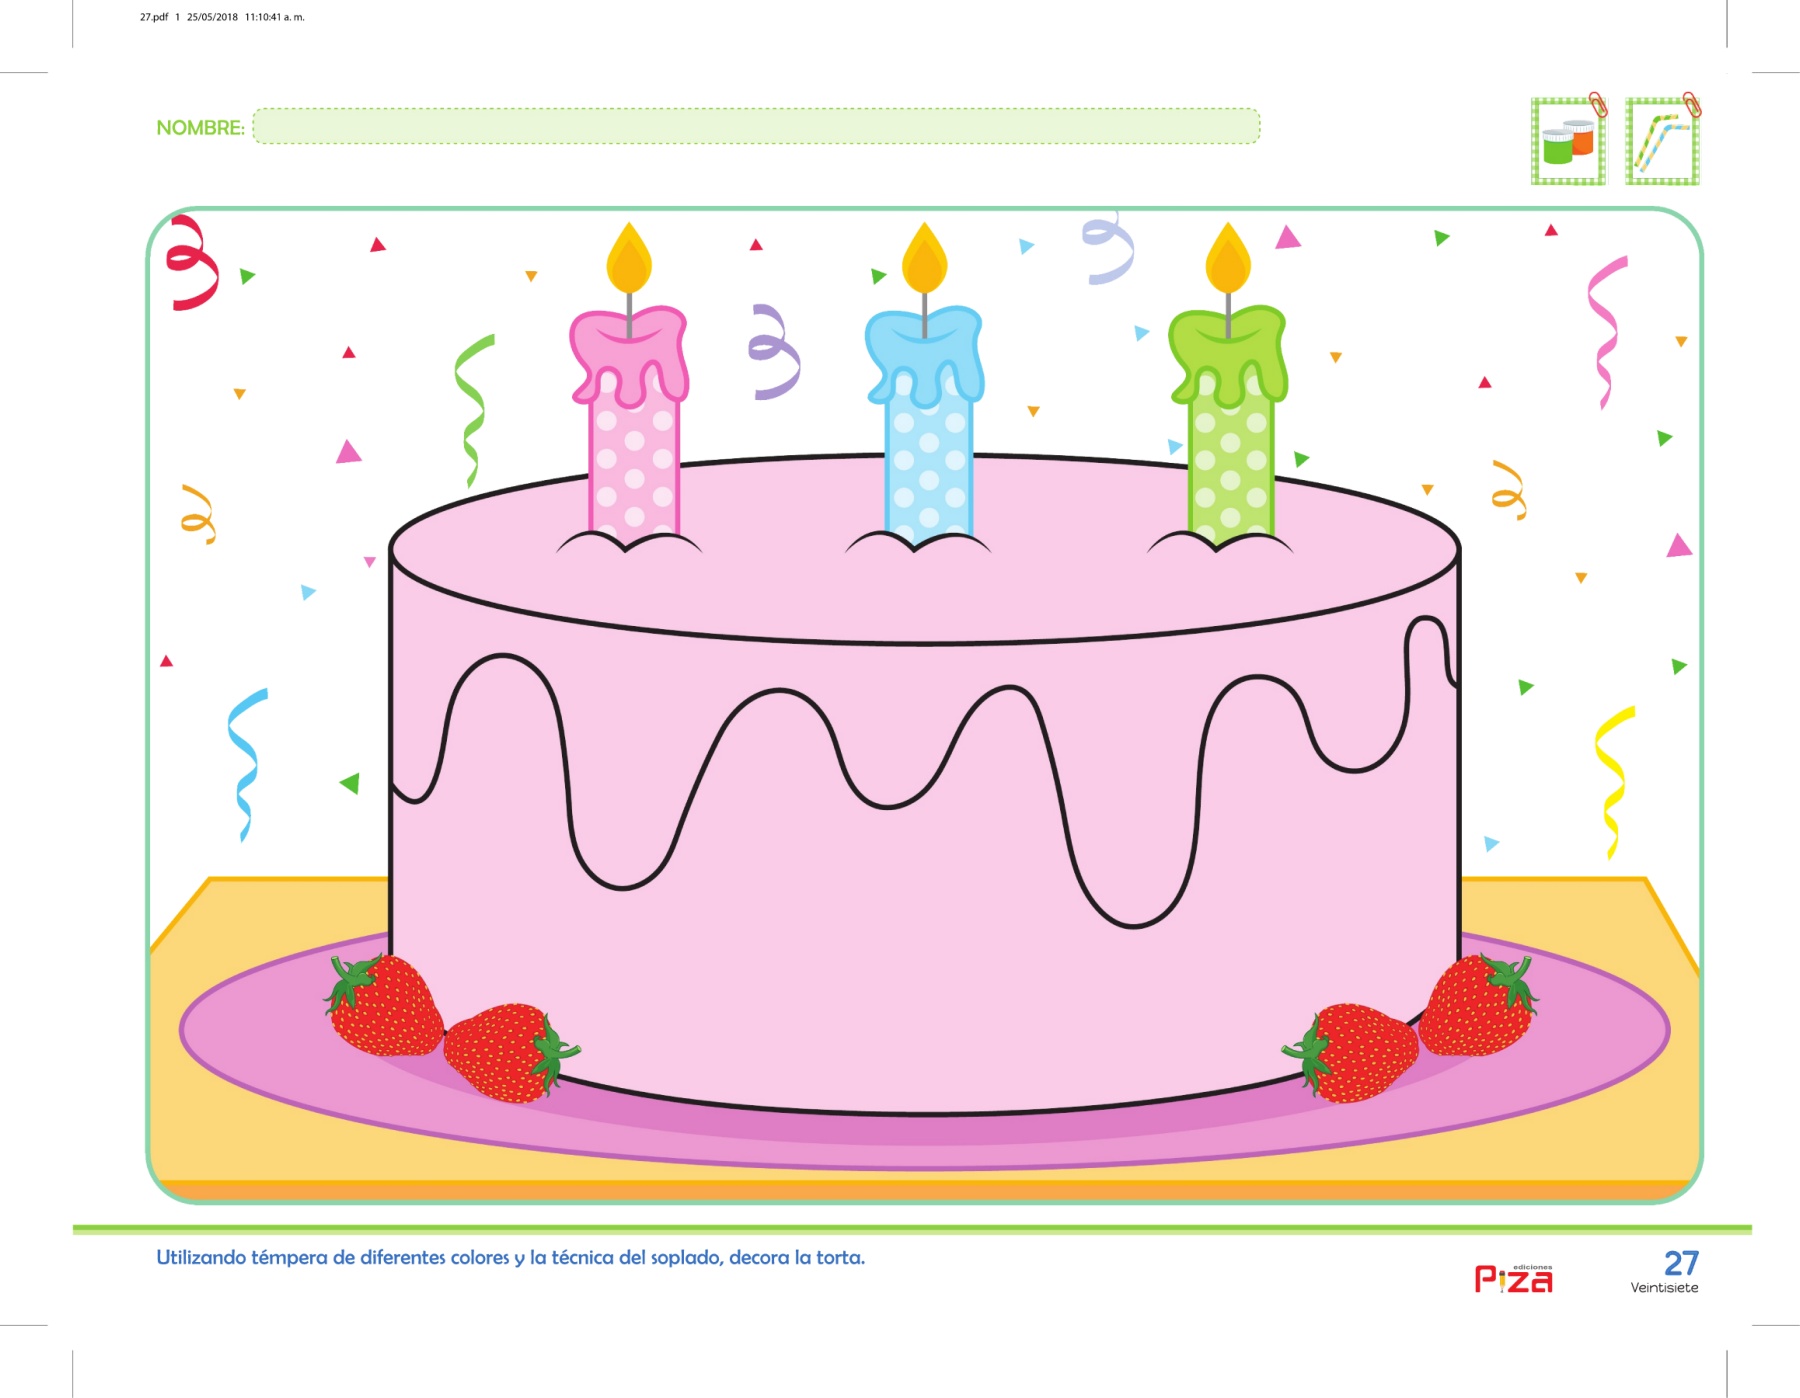 27.pdf 1 25/05/2018 11:10:41 a. m.
NOMBRE:
Utilizando témpera de diferentes colores y la técnica del soplado, decora la torta.
ediciones
Piza
27
Veintisiete